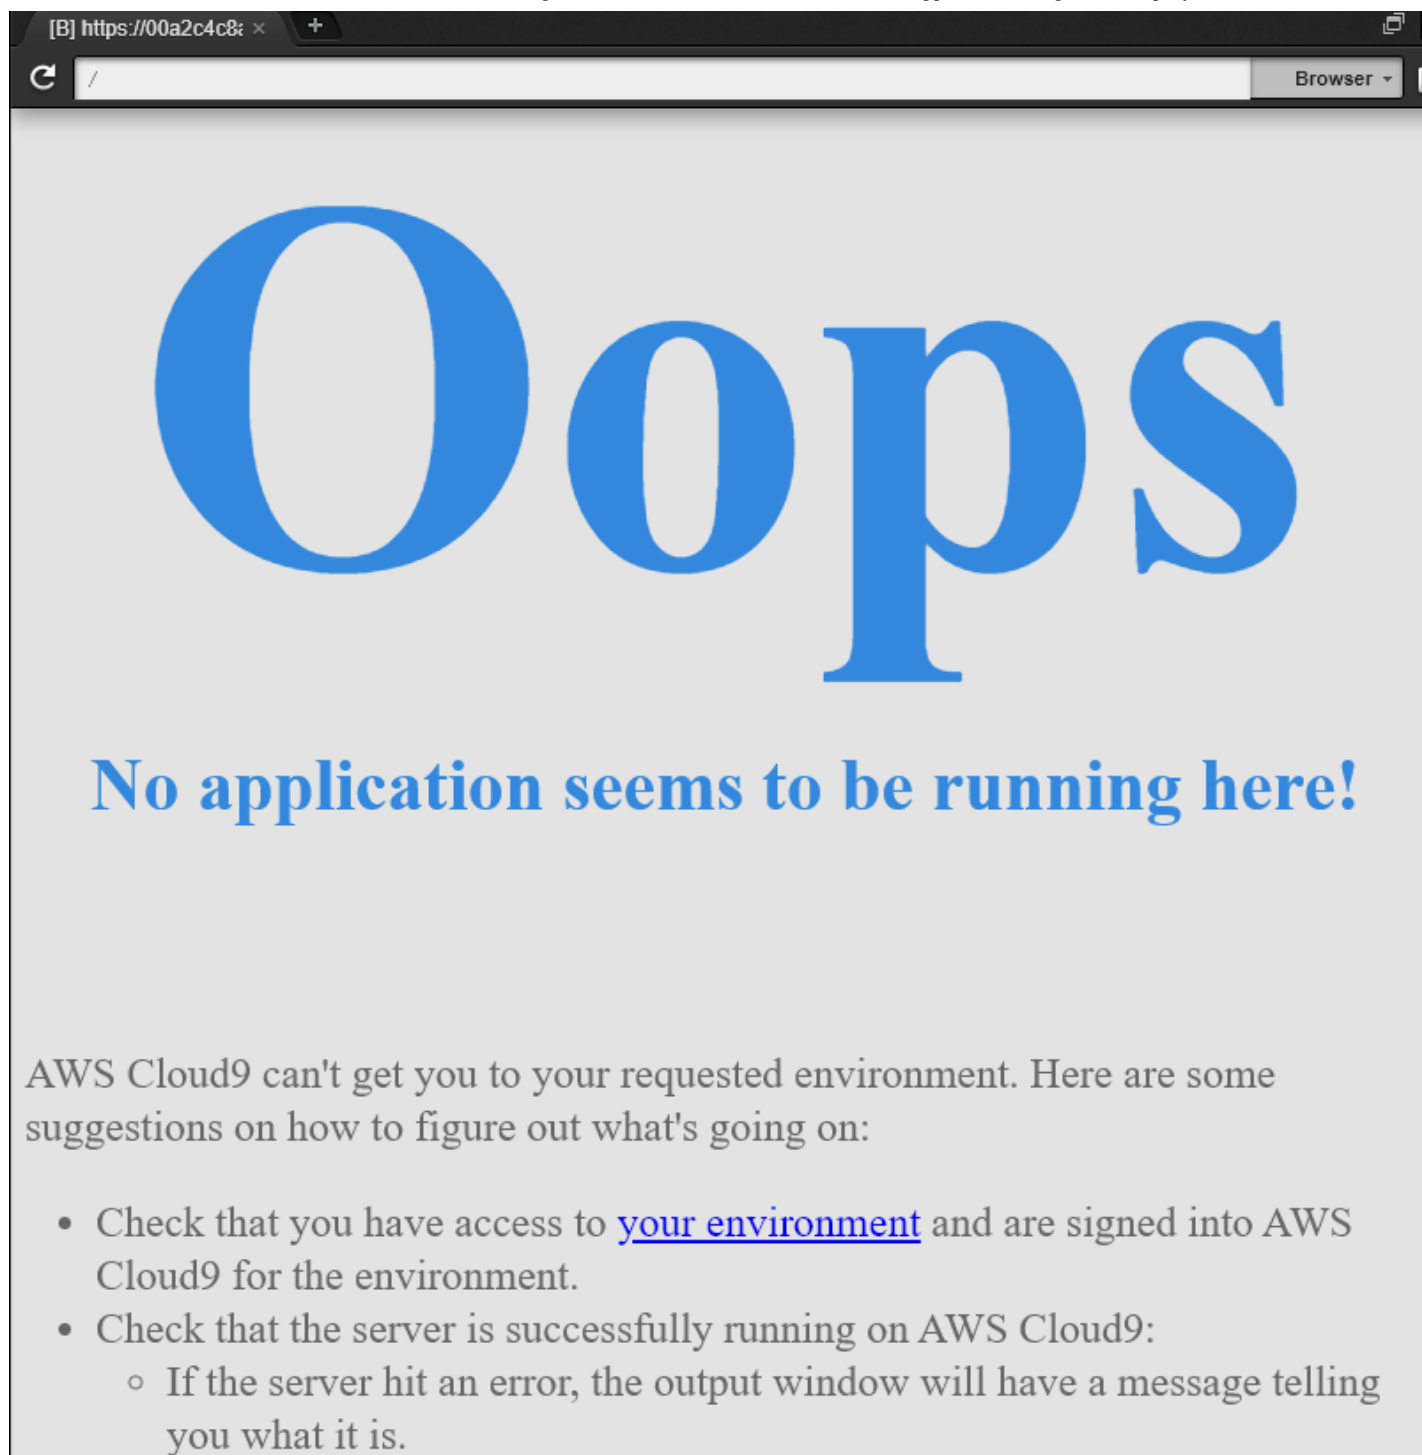 [B] https://00a2c4c8
/
Browser
Oops
No application seems to be running here!
AWS Cloud9 can't get you to your requested environment. Here are some
suggestions on how to figure out what's going on:
Check that you have access to your environment and are signed into AWS
Cloud9 for the environment.
Check that the server is successfully running on AWS Cloud9:
If the server hit an error, the output window will have a message telling
you what it is.